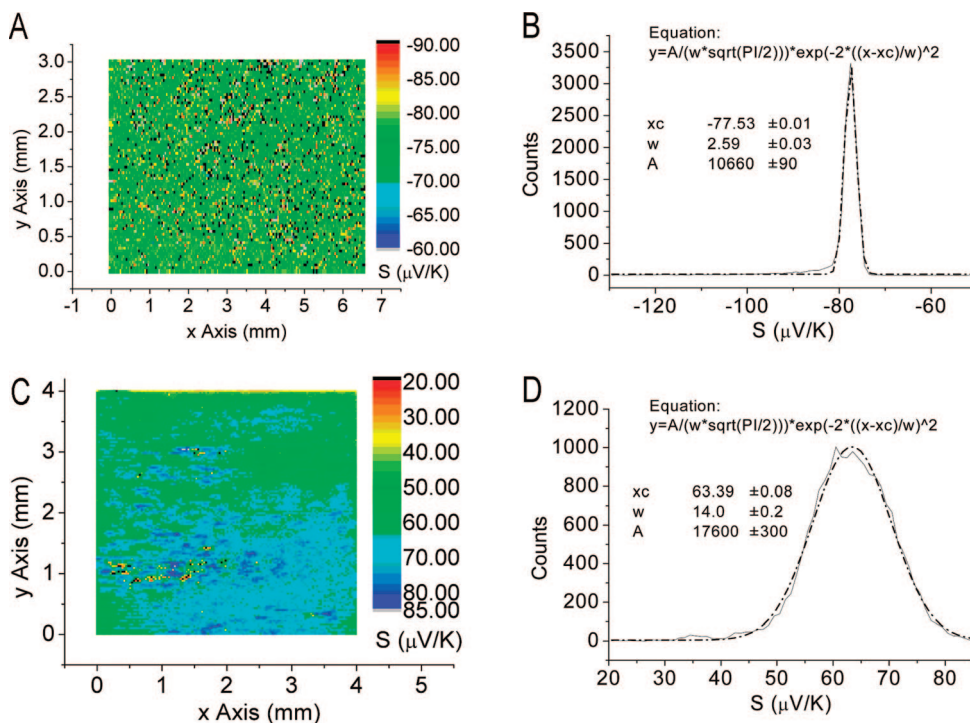 A
3.0
2.5
2.0
1.5
1.0
0.5
0.0
y Axis (mm)
-1 0 1 2 3 4 5 6 7
x Axis (mm)
-90.00
-85.00
-80.00
-75.00
-70.00
-65.00
-60.00
S (μV/K)
B
Equation:
y=A/(w*sqrt(PI/2)))*exp(-2*((x-xc)/w)^2
xc -77.53 ±0.01
w 2.59 ±0.03
A 10660 ±90
3500
3000
2500
2000
1500
1000
500
0
Counts
-120 -100 -80 -60
S (μV/K)
C
4
3
2
1
0
y Axis (mm)
0 1 2 3 4 5
x Axis (mm)
20.00
30.00
40.00
50.00
60.00
70.00
80.00
85.00
S (μV/K)
D
Equation:
y=A/(w*sqrt(PI/2)))*exp(-2*((x-xc)/w)^2
xc 63.39 ±0.08
w 14.0 ±0.2
A 17600 ±300
1200
1000
800
600
400
200
0
Counts
20 30 40 50 60 70 80
S (μV/K)